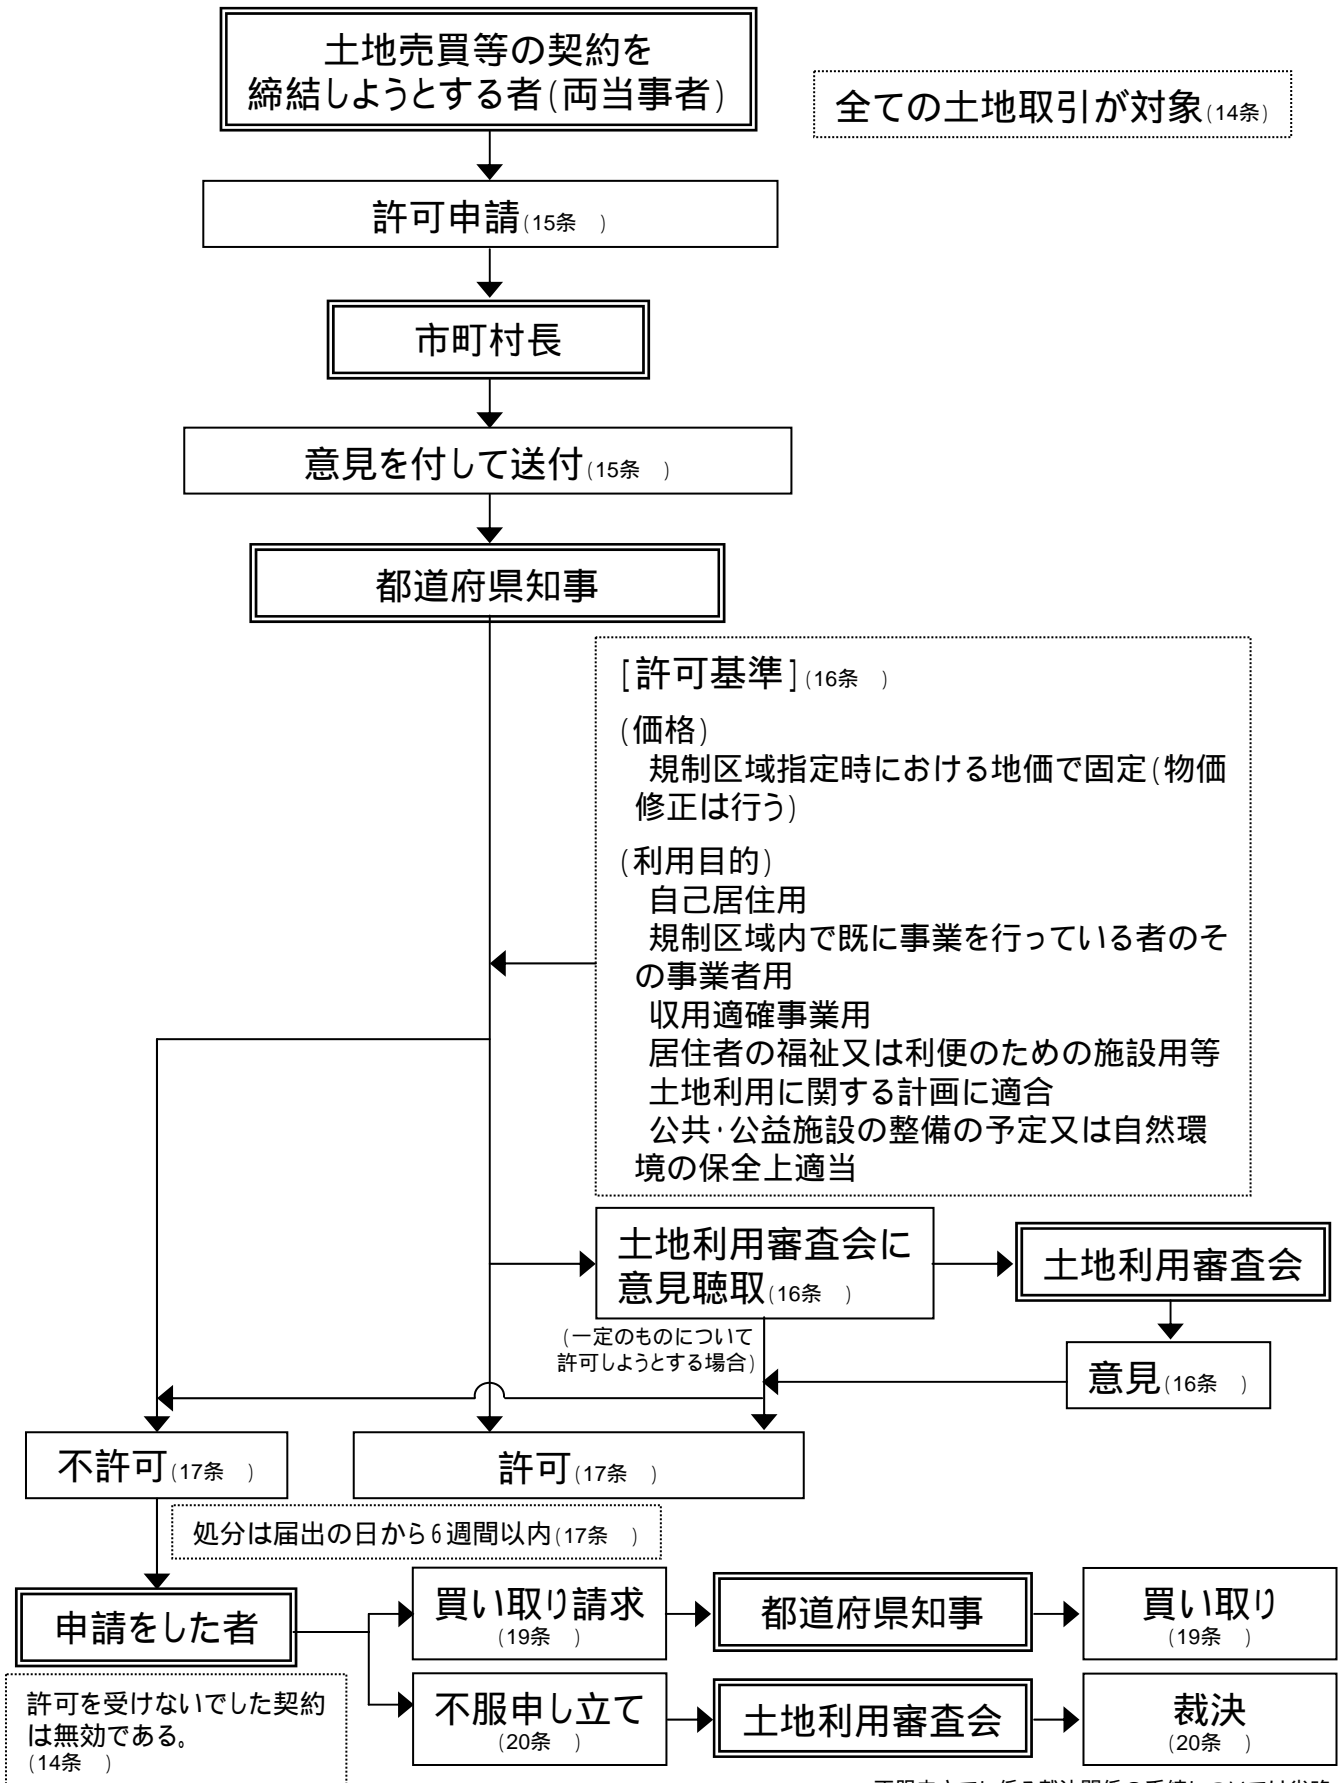 土地売買等の契約を
締結しようとする者(両当事者)
全ての土地取引が対象(14条)
許可申請(15条　)
市町村長
意見を付して送付(15条　)
都道府県知事
[許可基準](16条　)
(価格)
規制区域指定時における地価で固定(物価
修正は行う)
(利用目的)
自己居住用
規制区域内で既に事業を行っている者のそ
の事業者用
収用適確事業用
居住者の福祉又は利便のための施設用等
土地利用に関する計画に適合
公共・公益施設の整備の予定又は自然環
境の保全上適当
土地利用審査会に
意見聴取(16条　)
土地利用審査会
(一定のものについて
許可しようとする場合)
意見(16条　)
不許可(17条　)
許可(17条　)
処分は届出の日から6週間以内(17条　)
申請をした者
買い取り請求
(19条　)
都道府県知事
買い取り
(19条　)
許可を受けないでした契約
は無効である。
(14条　)
不服申し立て
(20条　)
土地利用審査会
裁決
(20条　)